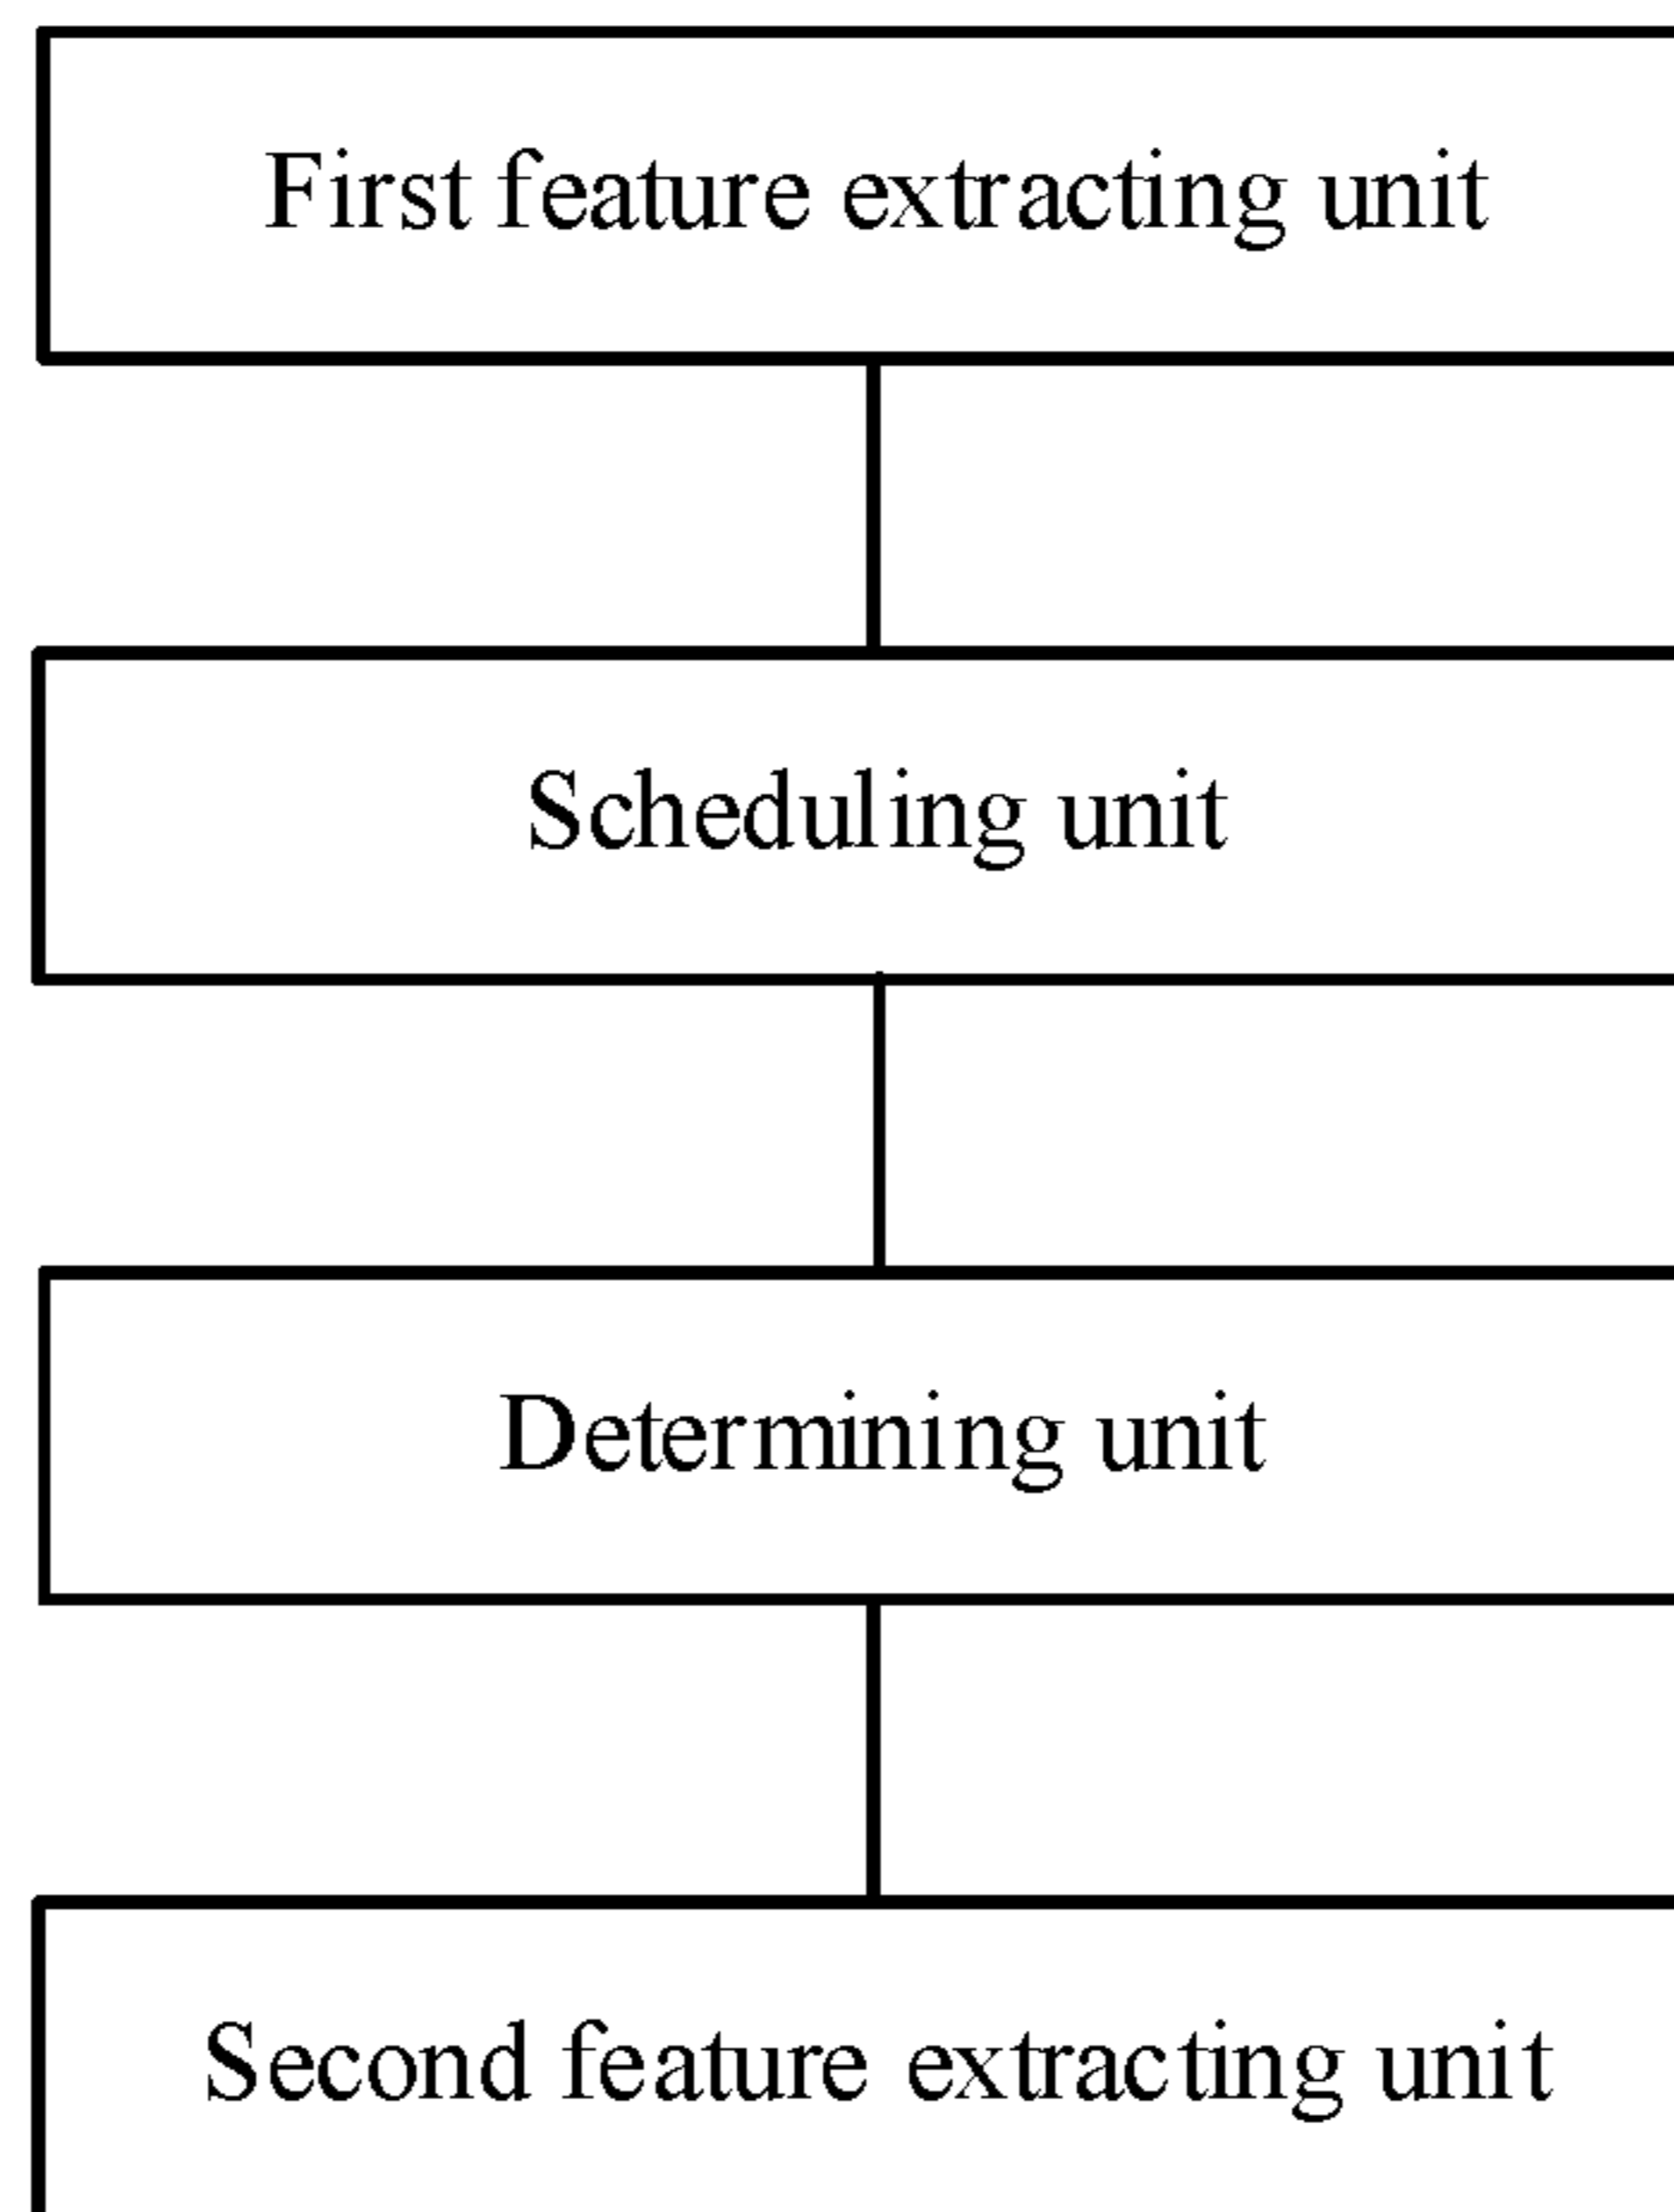 First feature extracting unit
Scheduling unit
Determining unit
Second feature extracting unit